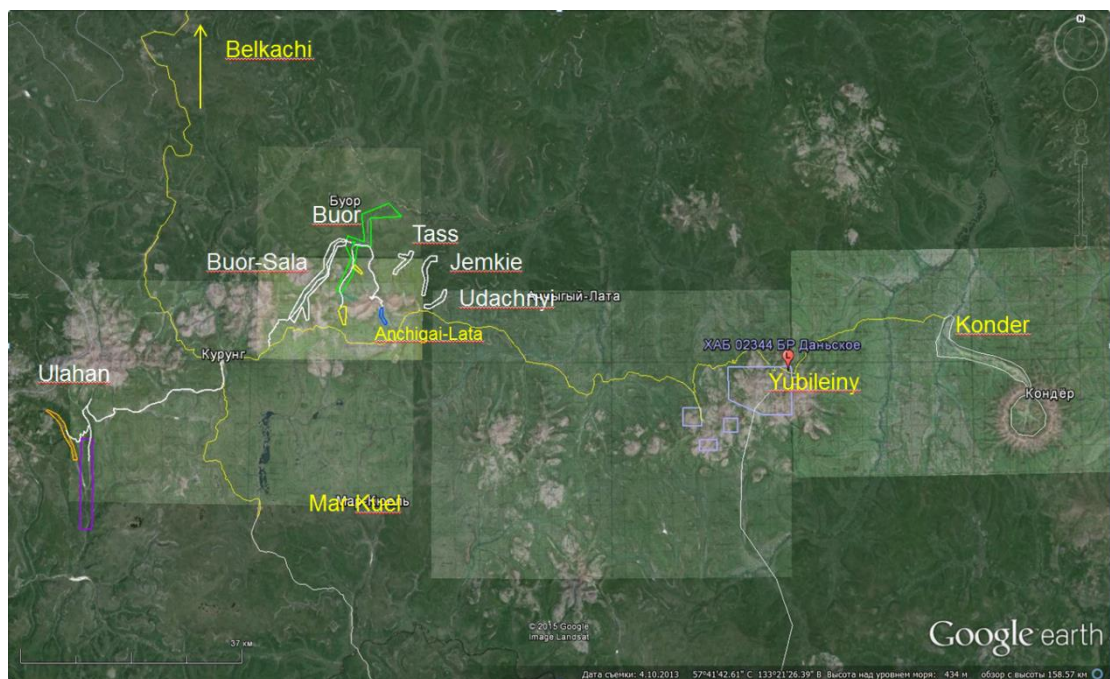 N
Belkachi
Буор
Buor
Tass
Buor-Sala
Jemkie
Udachnyi
Анчыгый-Лата
Anchigai-Lata
Konder
ХАБ 02344 БР Даньское
Курунг
Ulahan
Yubileiny
Кондёр
Mar Kuel
37 км
© 2015 Google
Image Landsat
Google earth
Дата съемки: 4.10.2013 57°41'42.61" С 133°21'26.39" В Высота над уровнем моря: 434 м обзор с высоты 158.57 км